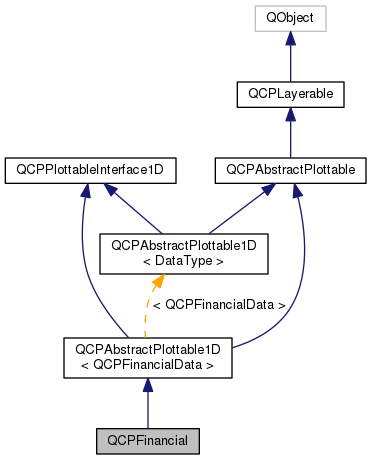 QObject
QCPLayerable
QCPPlottableInterface1D
QCPAbstractPlottable
QCPAbstractPlottable1D
< DataType >
< QCPFinancialData >
QCPAbstractPlottable1D
< QCPFinancialData >
QCPFinancial